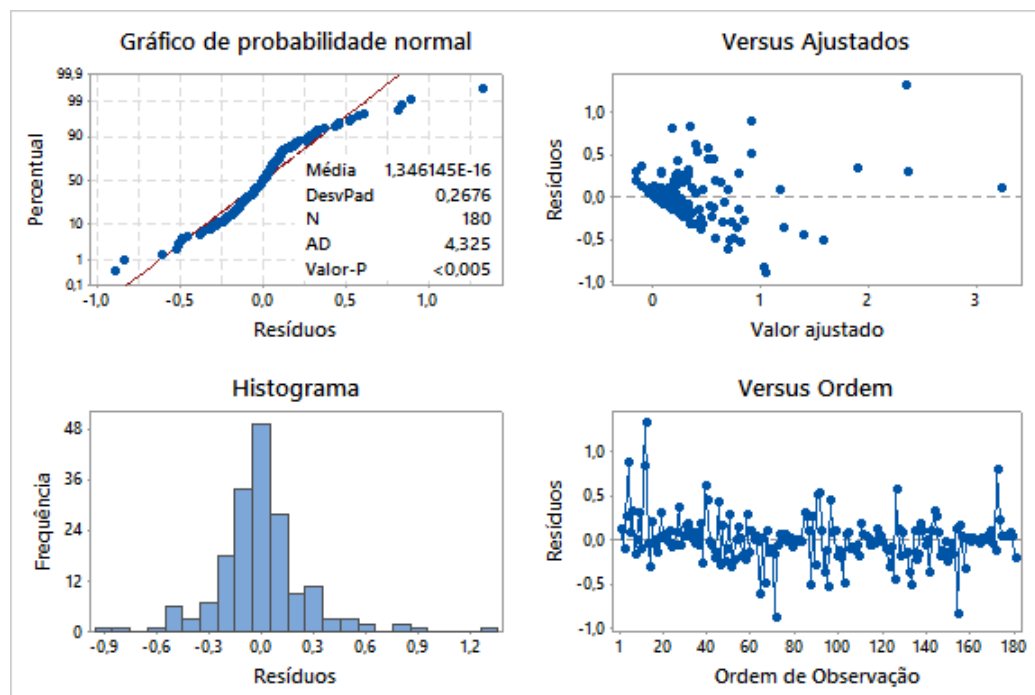 Gráfico de probabilidade normal
99,9
99
90
50
10
1
0,1
Percentual
-1,0
-0,5
0,0
0,5
1,0
Resíduos
Média 1,346145E-16
DesvPad 0,2676
N 180
AD 4,325
Valor-P <0,005
Versus Ajustados
1,0
0,5
0,0
-0,5
-1,0
Resíduos
0
1
2
3
Valor ajustado
Histograma
48
36
24
12
0
Frequência
-0,9
-0,6
-0,3
0,0
0,3
0,6
0,9
1,2
Resíduos
Versus Ordem
1,0
0,5
0,0
-0,5
-1,0
Resíduos
1
20
40
60
80
100
120
140
160
180
Ordem de Observação